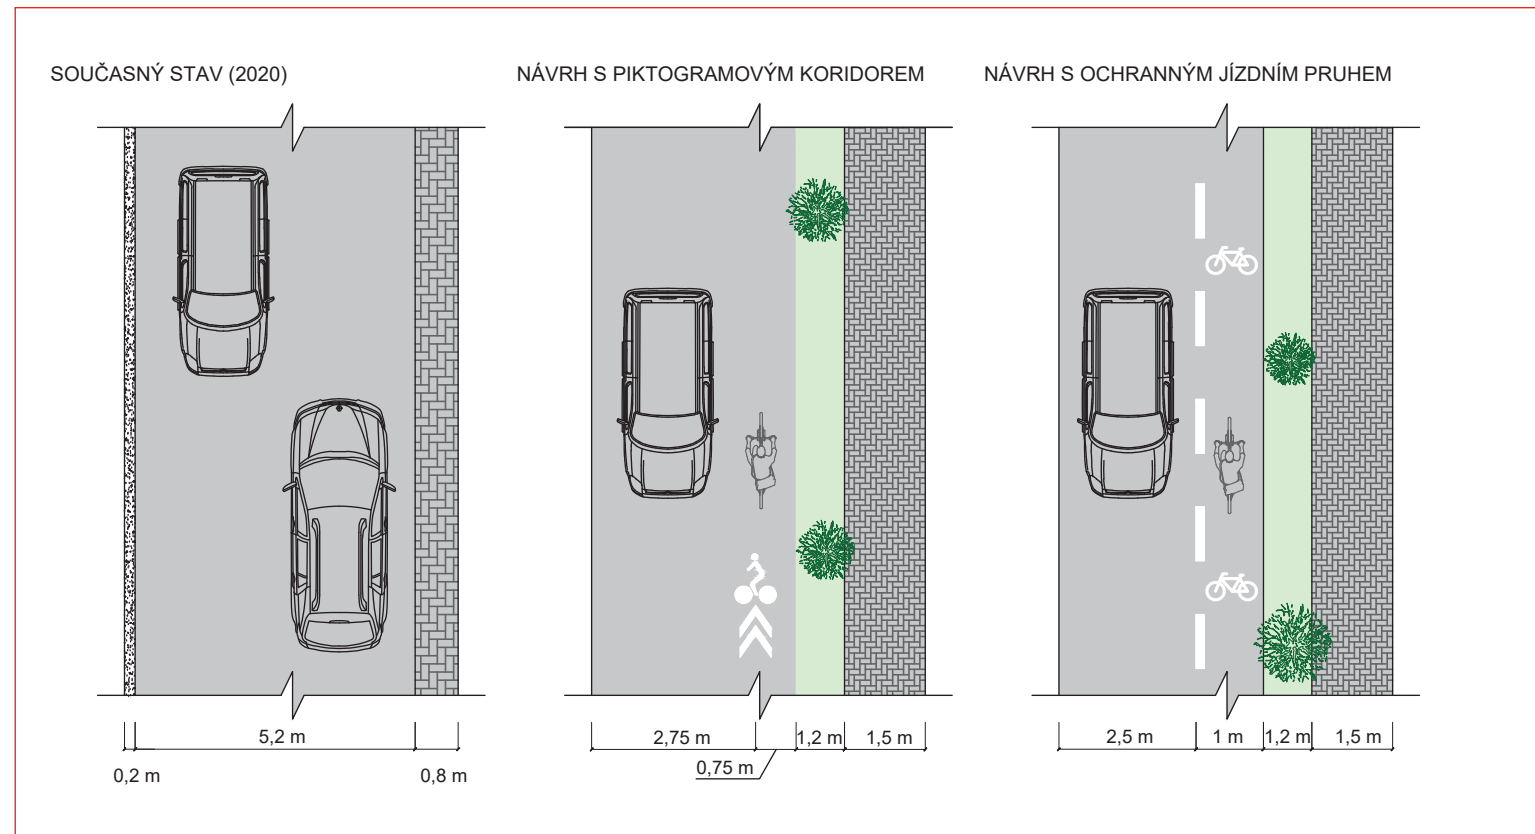 SOUČASNÝ STAV (2020)
5,2 m
0,2 m
0,8 m
NÁVRH S PIKTOGRAMOVÝM KORIDOREM
2,75 m
1,2 m
1,5 m
0,75 m
NÁVRH S OCHRANNÝM JÍZDNÍM PRUHEM
2,5 m
1 m
1,2 m
1,5 m